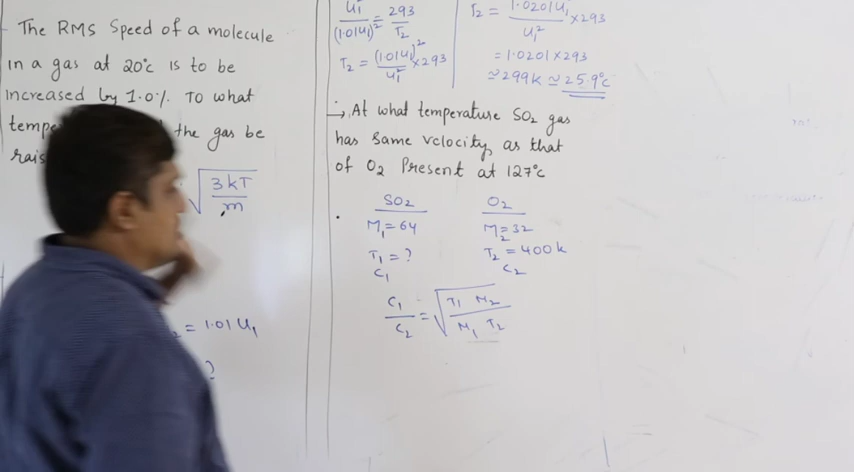 The RMS Speed of a molecule
in a gas at 20°c is to be
increased by 1.0%. To what
the gas be
√(3kT/m)
= 1.01 U₁
?
U₁²/(1.01U₁)² = 293/T₂
T₂ = (1.01U₁)²/U₁² × 293
T₂ = 1.0201U₁²/U₁² × 293
= 1.0201 × 293
≃ 299k ≃ 25.9°c
→ At what temperature SO₂ gas
has same velocity as that
of O₂ Present at 127°c
SO₂
M₁ = 64
T₁ = ?
C₁
O₂
M₂ = 32
T₂ = 400k
C₂
C₁/C₂ = √(T₁ M₂/M₁ T₂)